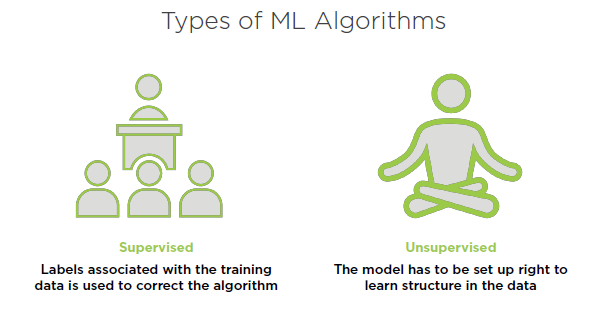 Types of ML Algorithms
Supervised
Labels associated with the training
data is used to correct the algorithm
Unsupervised
The model has to be set up right to
learn structure in the data